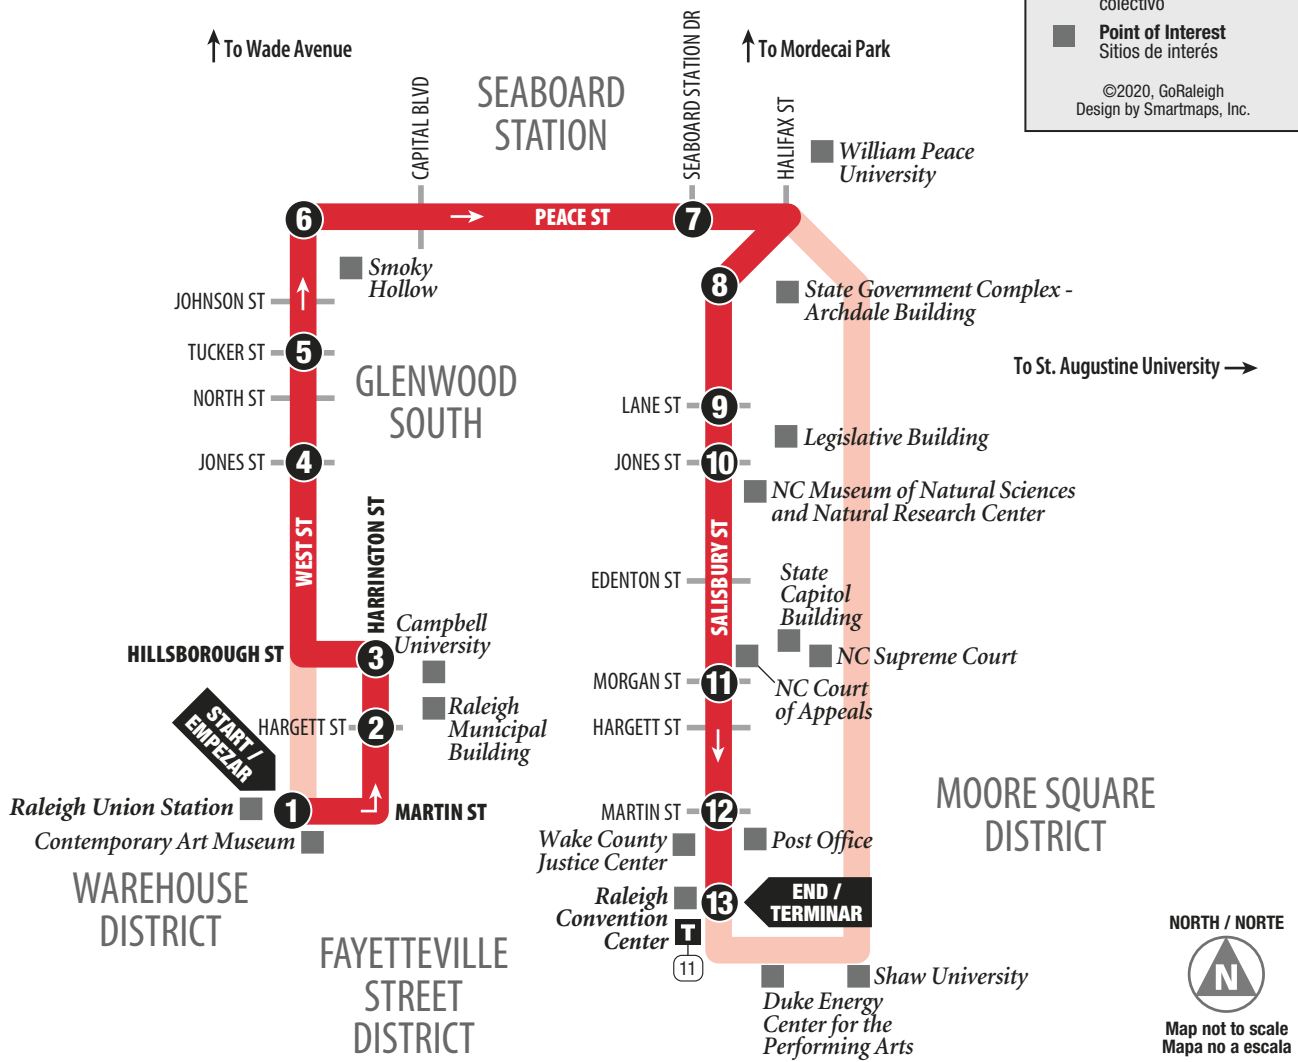 colectivo
Point of Interest
Sitios de interés
©2020, GoRaleigh
Design by Smartmaps, Inc.
To Wade Avenue
To Mordecai Park
SEABOARD
STATION
CAPITAL BLVD
SEABOARD STATION DR
HALIFAX ST
William Peace
University
6
PEACE ST
7
Smoky
Hollow
8
State Government Complex -
Archdale Building
JOHNSON ST
TUCKER ST
5
NORTH ST
GLENWOOD
SOUTH
To St. Augustine University
LANE ST
9
Legislative Building
JONES ST
4
JONES ST
10
NC Museum of Natural Sciences
and Natural Research Center
WEST ST
HARRINGTON ST
SALISBURY ST
EDENTON ST
State
Capitol
Building
Campbell
University
HILLSBOROUGH ST
3
NC Supreme Court
MORGAN ST
11
NC Court
of Appeals
START /
EMPEZAR
HARGETT ST
2
Raleigh
Municipal
Building
HARGETT ST
Raleigh Union Station
1
MARTIN ST
Contemporary Art Museum
MARTIN ST
12
MOORE SQUARE
DISTRICT
Wake County
Justice Center
Post Office
WAREHOUSE
DISTRICT
Raleigh
Convention
Center
13
END /
TERMINAR
T
11
FAYETTEVILLE
STREET
DISTRICT
Shaw University
Duke Energy
Center for the
Performing Arts
NORTH / NORTE
N
Map not to scale
Mapa no a escala